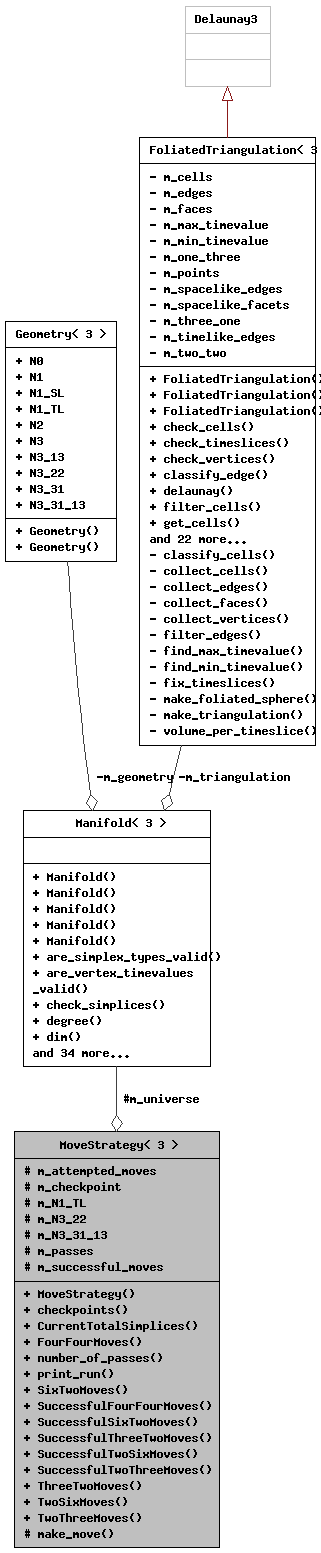 Delaunay3
FoliatedTriangulation< 3
- m_cells
- m_edges
- m_faces
- m_max_timevalue
- m_min_timevalue
- m_one_three
- m_points
- m_spacelike_edges
- m_spacelike_facets
- m_three_one
- m_timelike_edges
- m_two_two
+ FoliatedTriangulation()
+ FoliatedTriangulation()
+ FoliatedTriangulation()
+ check_cells()
+ check_timeslices()
+ check_vertices()
+ classify_edge()
+ delaunay()
+ filter_cells()
+ get_cells()
and 22 more...
- classify_cells()
- collect_cells()
- collect_edges()
- collect_faces()
- collect_vertices()
- filter_edges()
- find_max_timevalue()
- find_min_timevalue()
- fix_timeslices()
- make_foliated_sphere()
- make_triangulation()
- volume_per_timeslice()
Geometry< 3 >
+ N0
+ N1
+ N1_SL
+ N1_TL
+ N2
+ N3
+ N3_13
+ N3_22
+ N3_31
+ N3_31_13
+ Geometry()
+ Geometry()
-m_geometry
-m_triangulation
Manifold< 3 >
+ Manifold()
+ Manifold()
+ Manifold()
+ Manifold()
+ Manifold()
+ are_simplex_types_valid()
+ are_vertex_timevalues
_valid()
+ check_simplices()
+ degree()
+ dim()
and 34 more...
#m_universe
MoveStrategy< 3 >
# m_attempted_moves
# m_checkpoint
# m_N1_TL
# m_N3_22
# m_N3_31_13
# m_passes
# m_successful_moves
+ MoveStrategy()
+ checkpoints()
+ CurrentTotalSimplices()
+ FourFourMoves()
+ number_of_passes()
+ print_run()
+ SixTwoMoves()
+ SuccessfulFourFourMoves()
+ SuccessfulSixTwoMoves()
+ SuccessfulThreeTwoMoves()
+ SuccessfulTwoSixMoves()
+ SuccessfulTwoThreeMoves()
+ ThreeTwoMoves()
+ TwoSixMoves()
+ TwoThreeMoves()
# make_move()